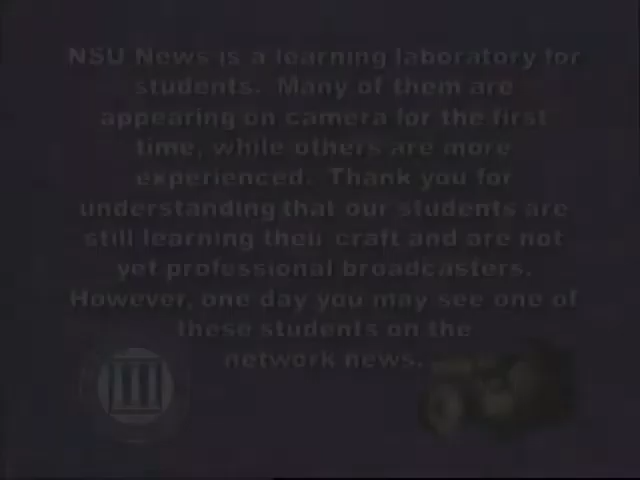 NSU News is a learning laboratory for
students.  Many of them are
appearing on camera for the first
time, while others are more
experienced.  Thank you for
understanding that our students are
still learning their craft and are not
yet professional broadcasters.
However, one day you may see one of
these students on the
network news.